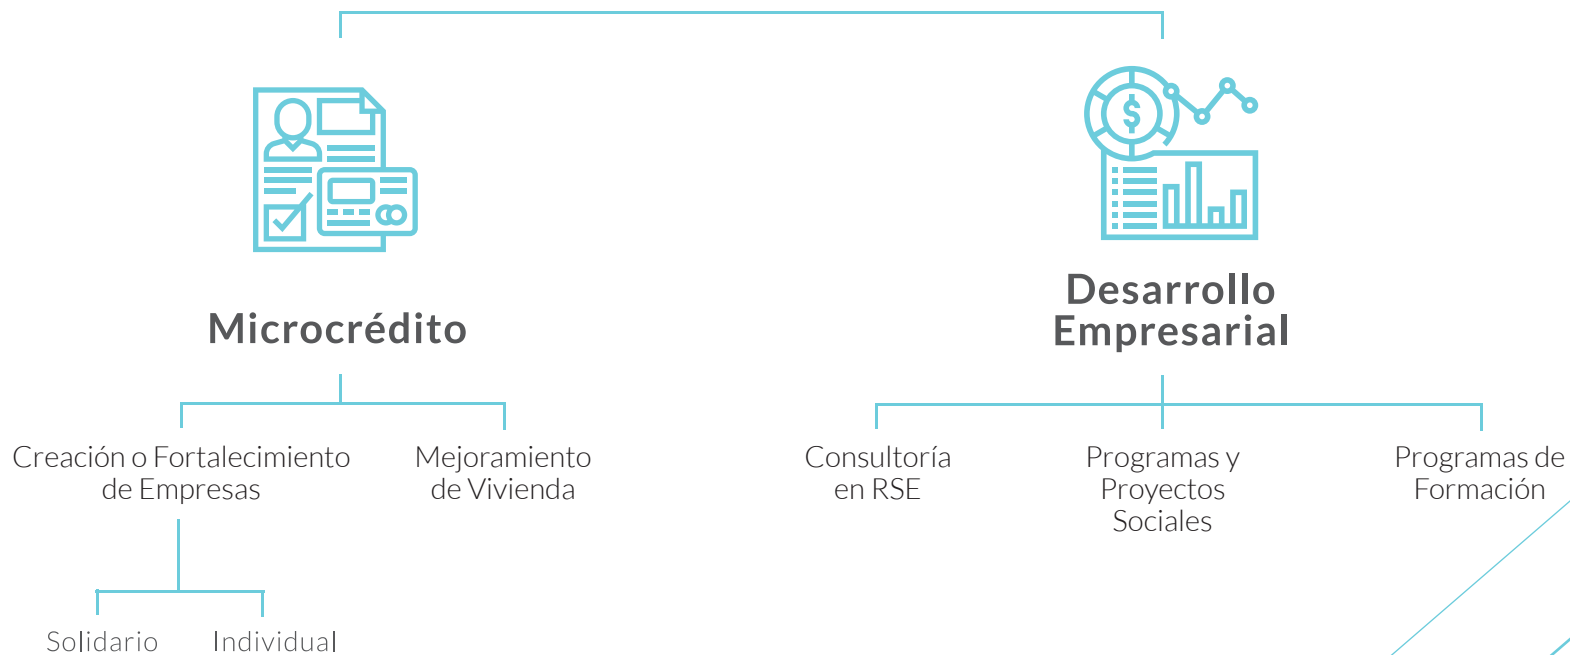 Microcrédito
Creación o Fortalecimiento
de Empresas
Mejoramiento
de Vivienda
Solidario
Individual
Desarrollo
Empresarial
Consultoría
en RSE
Programas y
Proyectos
Sociales
Programas de
Formación